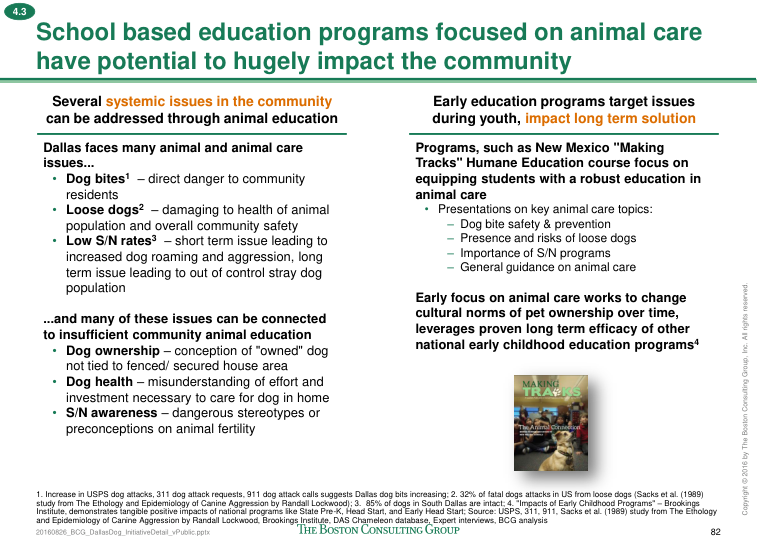 4.3
School based education programs focused on animal care
have potential to hugely impact the community
Several systemic issues in the community
can be addressed through animal education
Dallas faces many animal and animal care
issues...
• Dog bites1 – direct danger to community
residents
• Loose dogs2 – damaging to health of animal
population and overall community safety
• Low S/N rates3 – short term issue leading to
increased dog roaming and aggression, long
term issue leading to out of control stray dog
population
...and many of these issues can be connected
to insufficient community animal education
• Dog ownership – conception of "owned" dog
not tied to fenced/ secured house area
• Dog health – misunderstanding of effort and
investment necessary to care for dog in home
• S/N awareness – dangerous stereotypes or
preconceptions on animal fertility
Early education programs target issues
during youth, impact long term solution
Programs, such as New Mexico "Making
Tracks" Humane Education course focus on
equipping students with a robust education in
animal care
• Presentations on key animal care topics:
– Dog bite safety & prevention
– Presence and risks of loose dogs
– Importance of S/N programs
– General guidance on animal care
Early focus on animal care works to change
cultural norms of pet ownership over time,
leverages proven long term efficacy of other
national early childhood education programs4
MAKING
TRACKS
The Animal Connection
1. Increase in USPS dog attacks, 311 dog attack requests, 911 dog attack calls suggests Dallas dog bits increasing; 2. 32% of fatal dogs attacks in US from loose dogs (Sacks et al. (1989)
study from The Ethology and Epidemiology of Canine Aggression by Randall Lockwood); 3. 85% of dogs in South Dallas are intact; 4. "Impacts of Early Childhood Programs" – Brookings
Institute, demonstrates tangible positive impacts of national programs like State Pre-K, Head Start, and Early Head Start; Source: USPS, 311, 911, Sacks et al. (1989) study from The Ethology
and Epidemiology of Canine Aggression by Randall Lockwood, Brookings Institute, DAS Chameleon database, Expert interviews, BCG analysis
20160826_BCG_DallasDog_InitiativeDetail_vPublic.pptx
THE BOSTON CONSULTING GROUP
82
Copyright © 2016 by The Boston Consulting Group, Inc. All rights reserved.